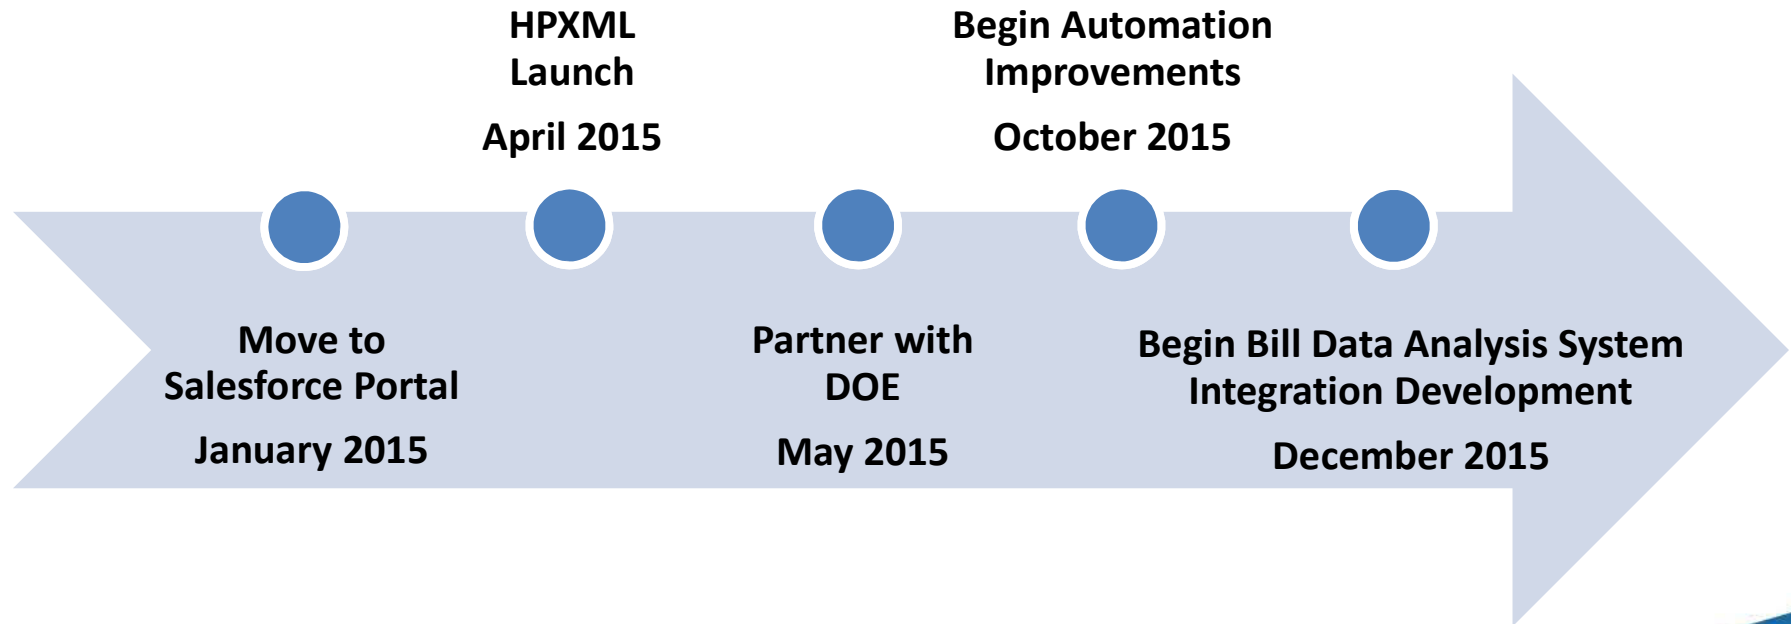 HPXML
Launch
April 2015
Begin Automation
Improvements
October 2015
Move to
Salesforce Portal
January 2015
Partner with
DOE
May 2015
Begin Bill Data Analysis System
Integration Development
December 2015